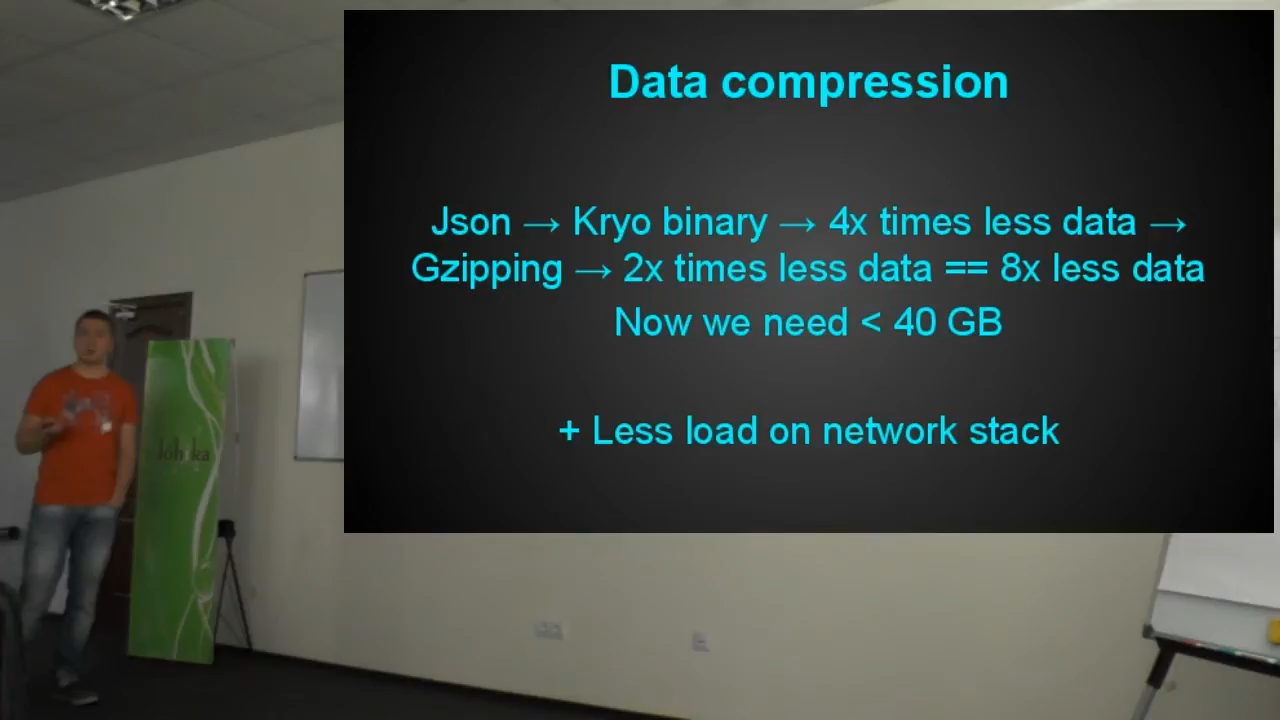 Data compression
Json → Kryo binary → 4x times less data →
Gzipping → 2x times less data == 8x less data
Now we need < 40 GB
+ Less load on network stack
lohika